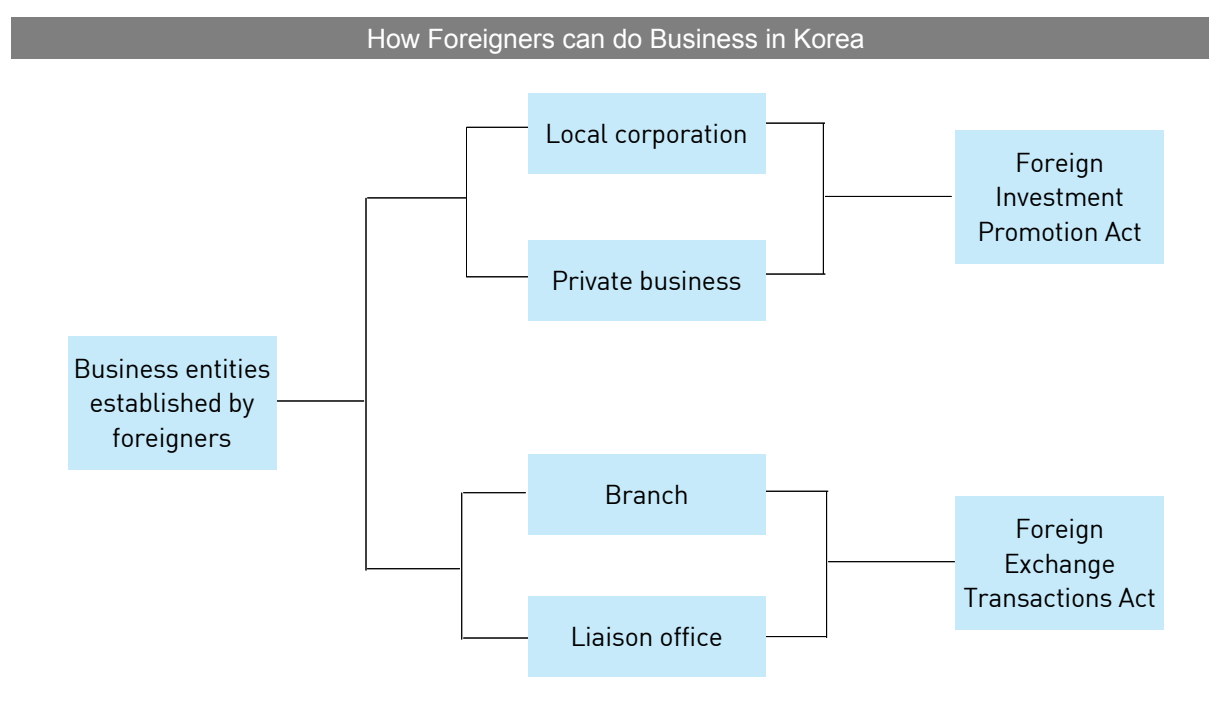 How Foreigners can do Business in Korea
Local corporation
Private business
Foreign
Investment
Promotion Act
Business entities
established by
foreigners
Branch
Liaison office
Foreign
Exchange
Transactions Act